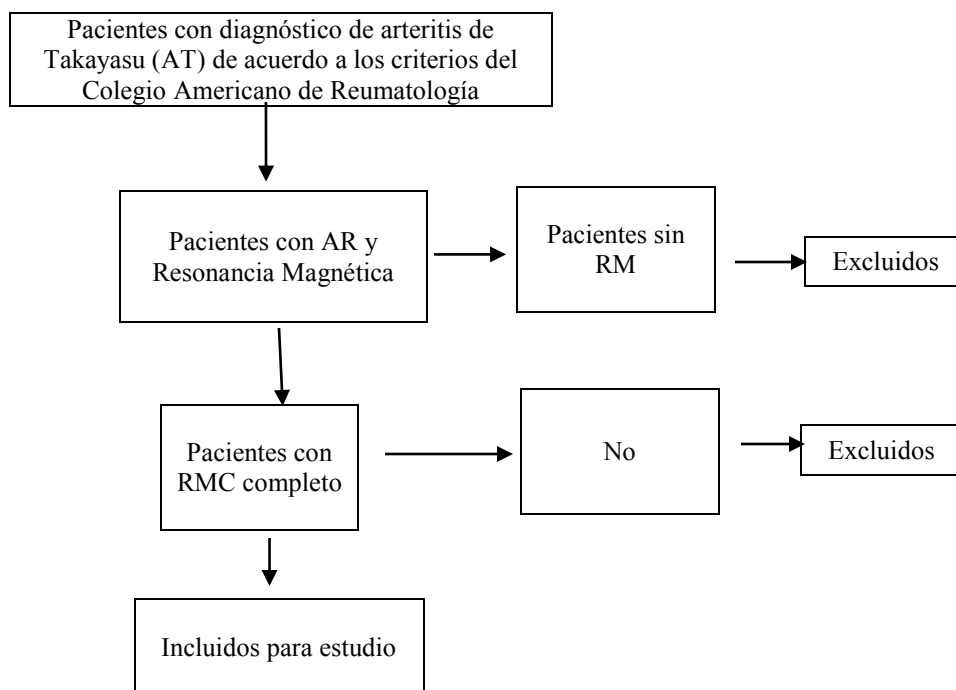 Pacientes con diagnóstico de arteritis de
Takayasu (AT) de acuerdo a los criterios del
Colegio Americano de Reumatología
Pacientes con AR y
Resonancia Magnética
Pacientes sin
RM
Excluidos
Pacientes con
RMC completo
No
Excluidos
Incluidos para estudio